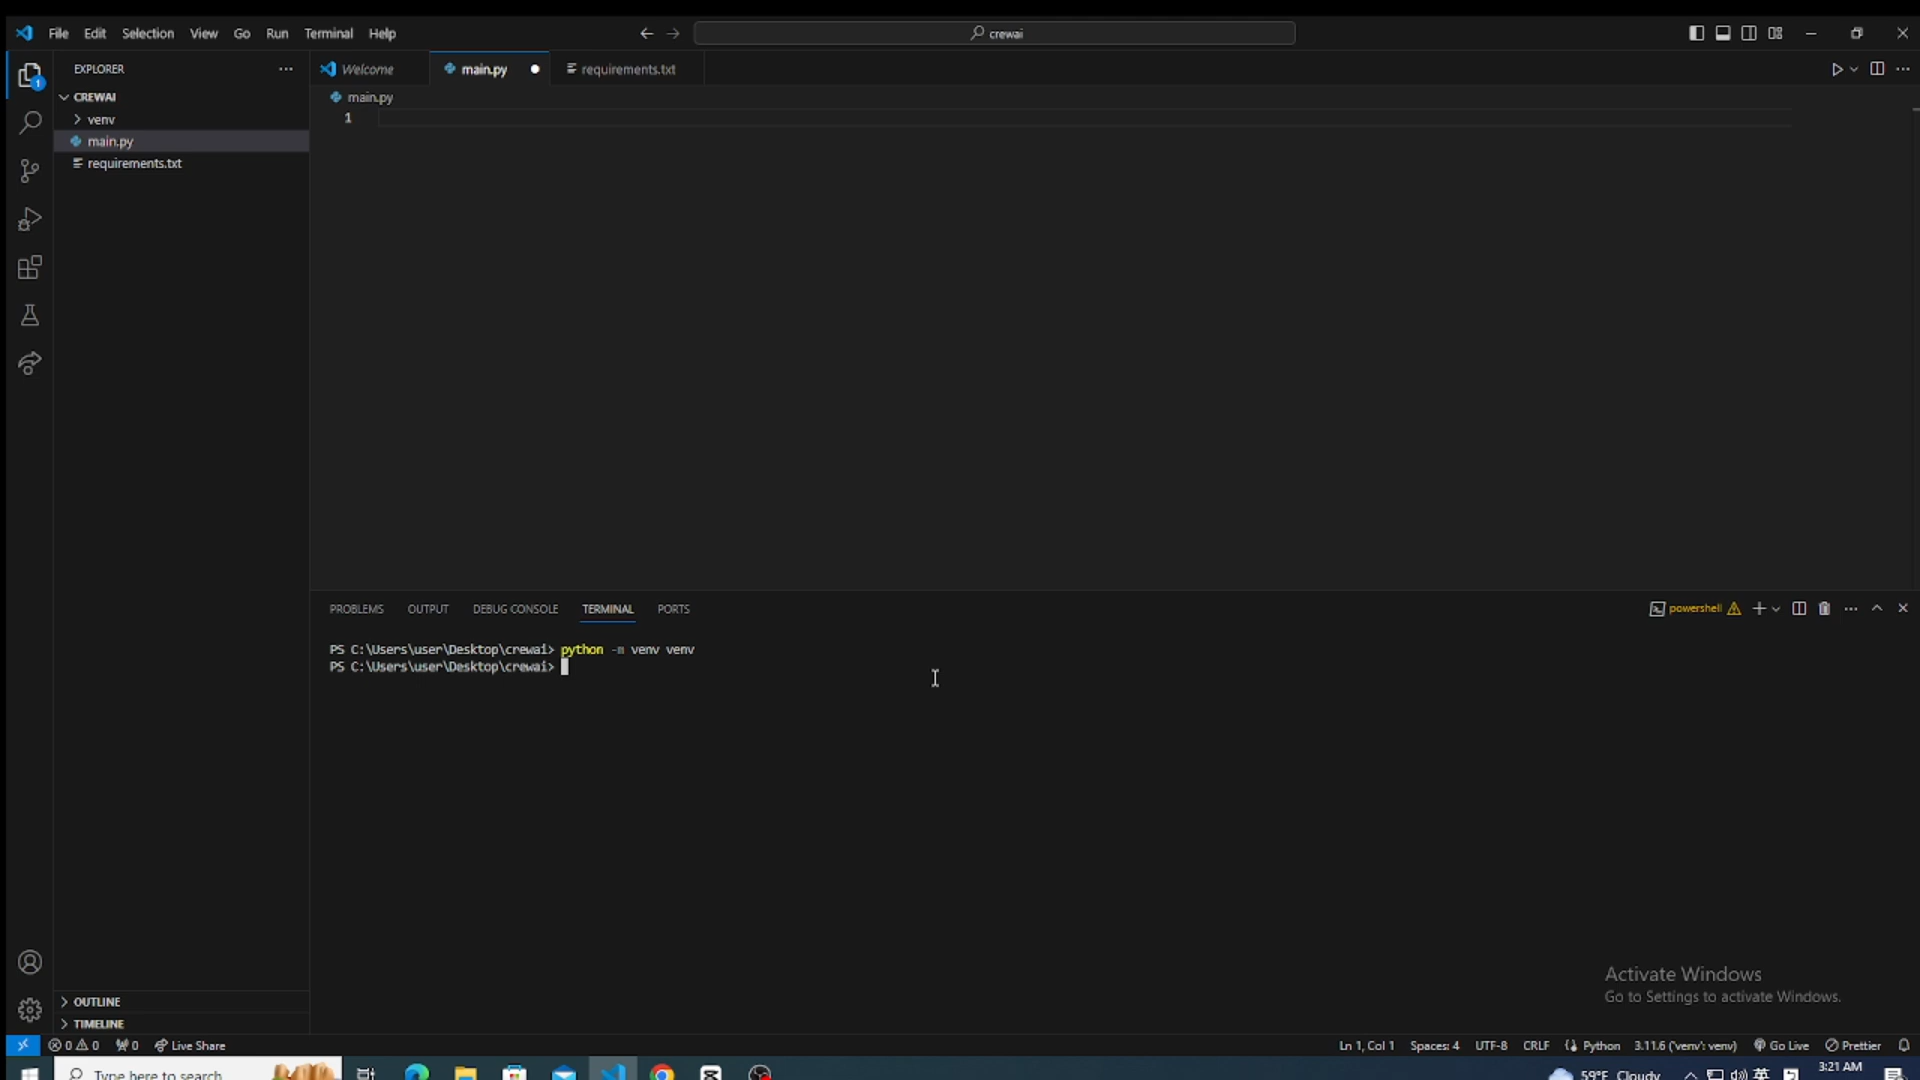 File Edit Selection View Go Run Terminal Help
crewai
EXPLORER
Welcome
main.py
requirements.txt
CREWAI
main.py
venv
1
main.py
requirements.txt
PROBLEMS OUTPUT DEBUG CONSOLE TERMINAL PORTS
powershell
PS C:\Users\user\Desktop\crewai> python -m venv venv
PS C:\Users\user\Desktop\crewai>
Activate Windows
Go to Settings to activate Windows.
OUTLINE
TIMELINE
0 0 0 Live Share
Ln 1, Col 1 Spaces: 4 UTF-8 CRLF Python 3.11.6 ('venv': venv) Go Live Prettier
Type here to search
59°F Cloudy
英
3:21 AM